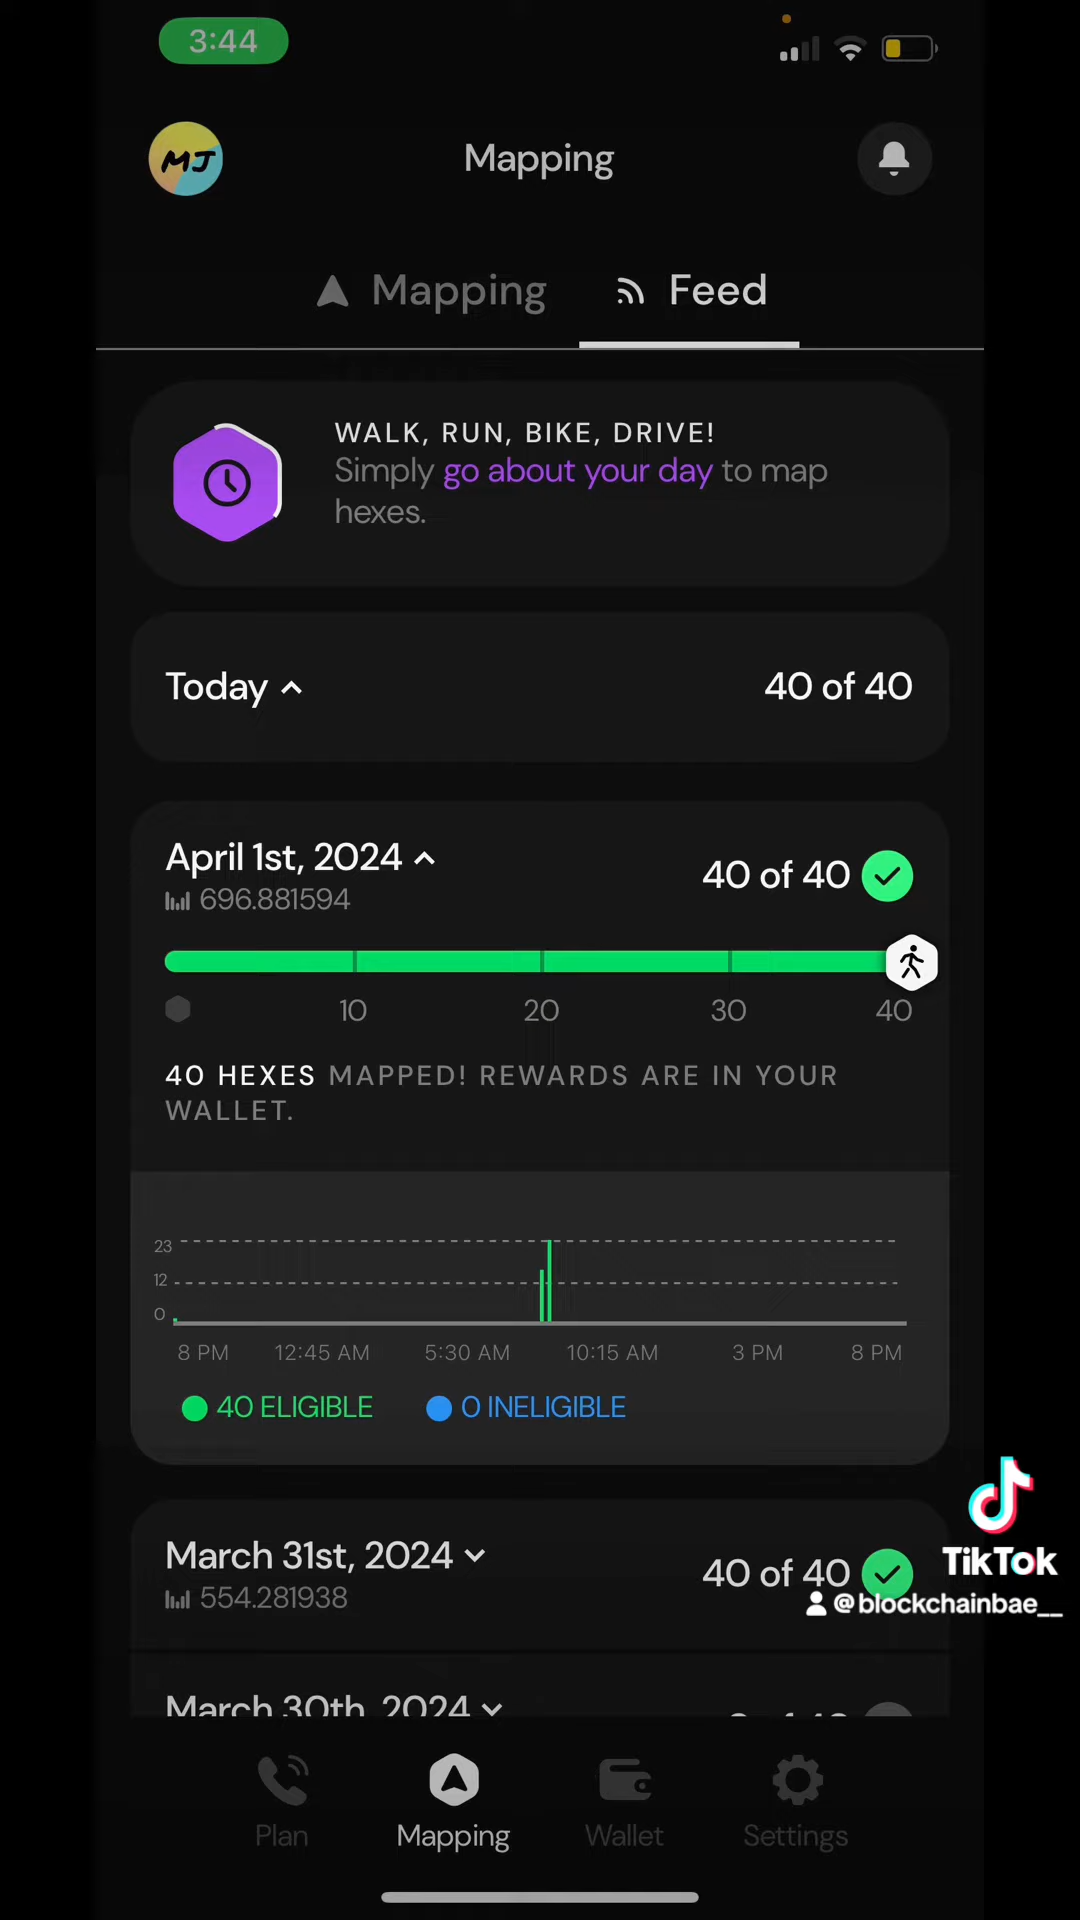 3:44
MJ
Mapping
Mapping
Feed
WALK, RUN, BIKE, DRIVE!
Simply go about your day to map
hexes.
Today
40 of 40
April 1st, 2024
40 of 40
696.881594
10
20
30
40
40 HEXES MAPPED! REWARDS ARE IN YOUR
WALLET.
23
12
0
8 PM
12:45 AM
5:30 AM
10:15 AM
3 PM
8 PM
40 ELIGIBLE
0 INELIGIBLE
March 31st, 2024
40 of 40
554.281938
TikTok
@blockchainbae__
March 30th, 2024
Plan
Mapping
Wallet
Settings